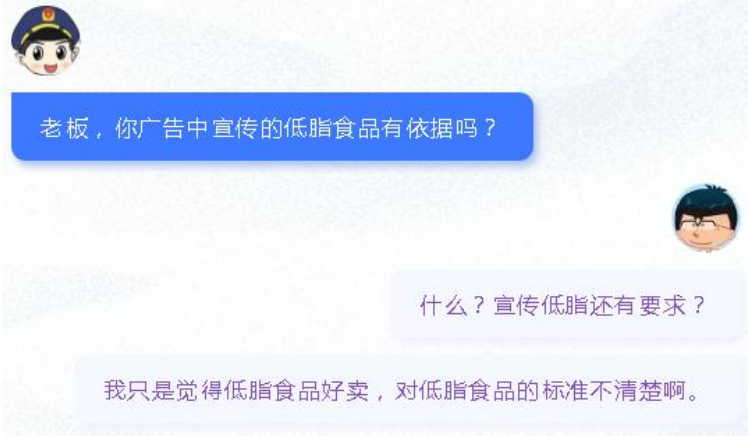 老板，你广告中宣传的低脂食品有依据吗？
什么？宣传低脂还有要求？
我只是觉得低脂食品好卖，对低脂食品的标准不清楚啊。